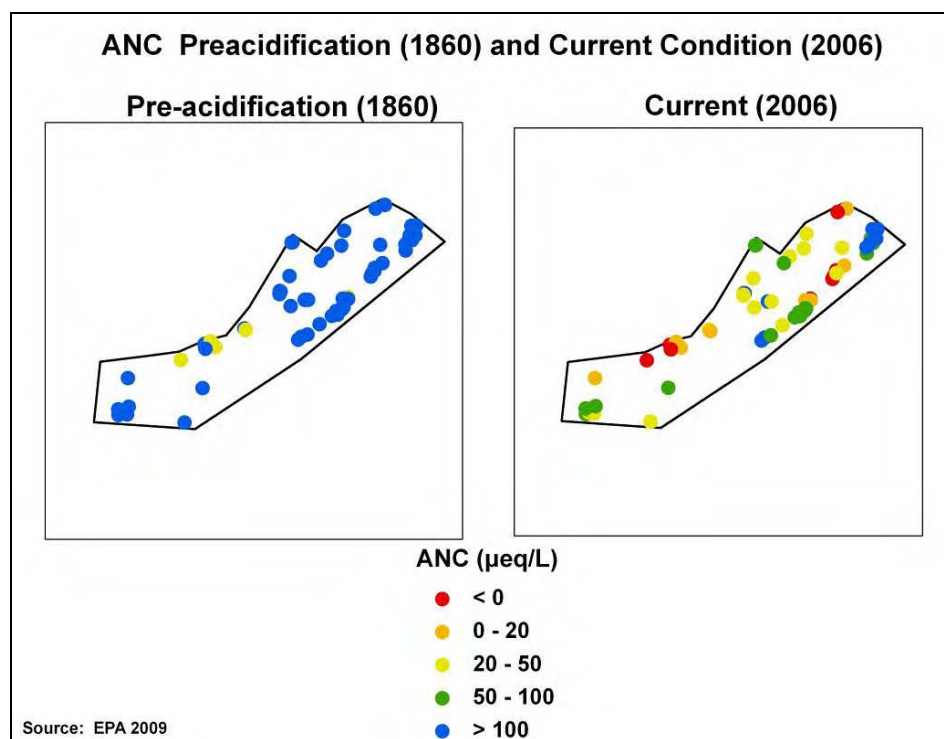 ANC Preacidification (1860) and Current Condition (2006)
Pre-acidification (1860)
Current (2006)
ANC (µeq/L)
< 0
0 - 20
20 - 50
50 - 100
> 100
Source: EPA 2009